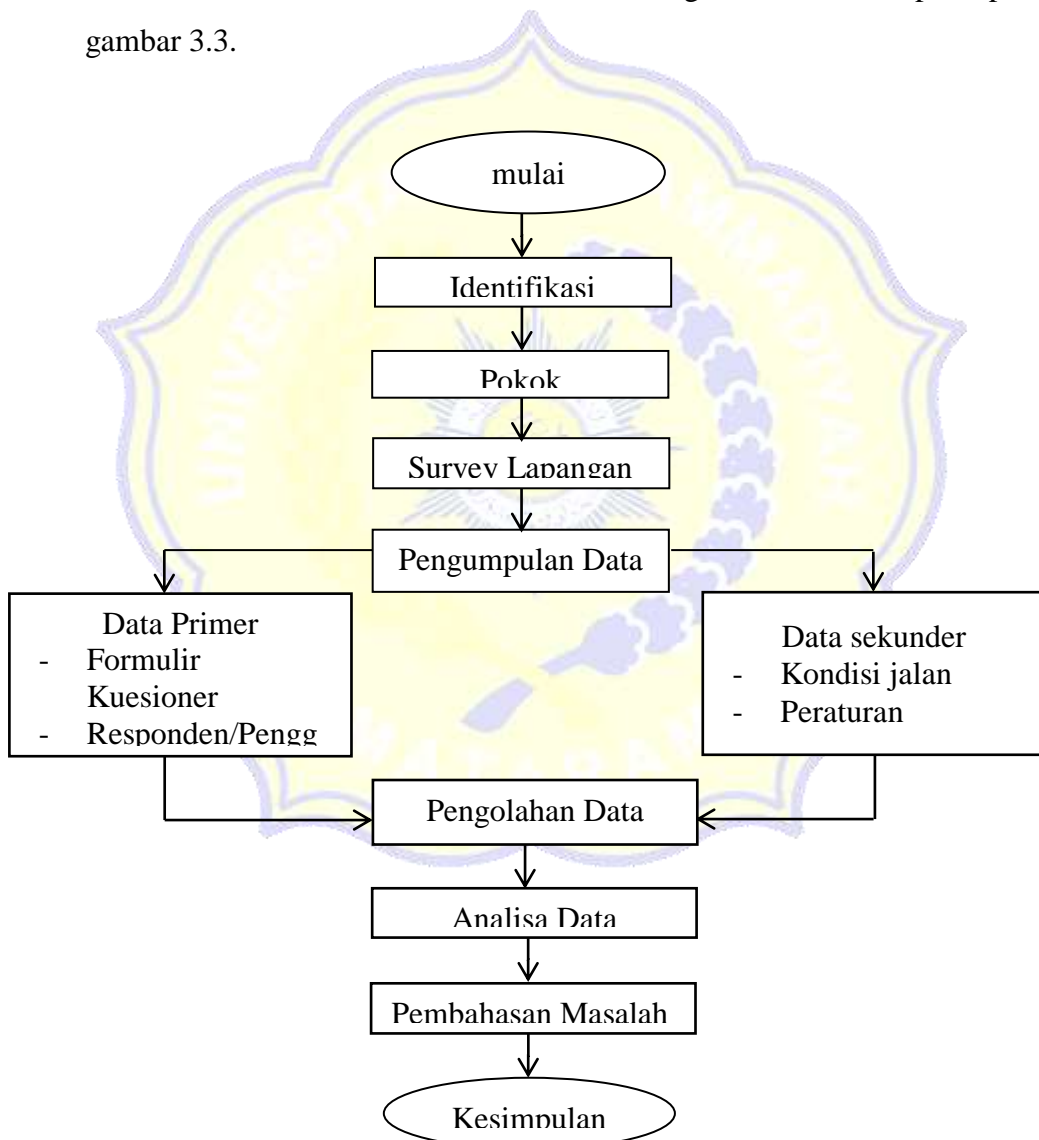 gambar 3.3.
mulai
Identifikasi
Pokok
Survey Lapangan
Pengumpulan Data
Data Primer
- Formulir
Kuesioner
- Responden/Pengg
Data sekunder
- Kondisi jalan
- Peraturan
Pengolahan Data
Analisa Data
Pembahasan Masalah
Kesimpulan